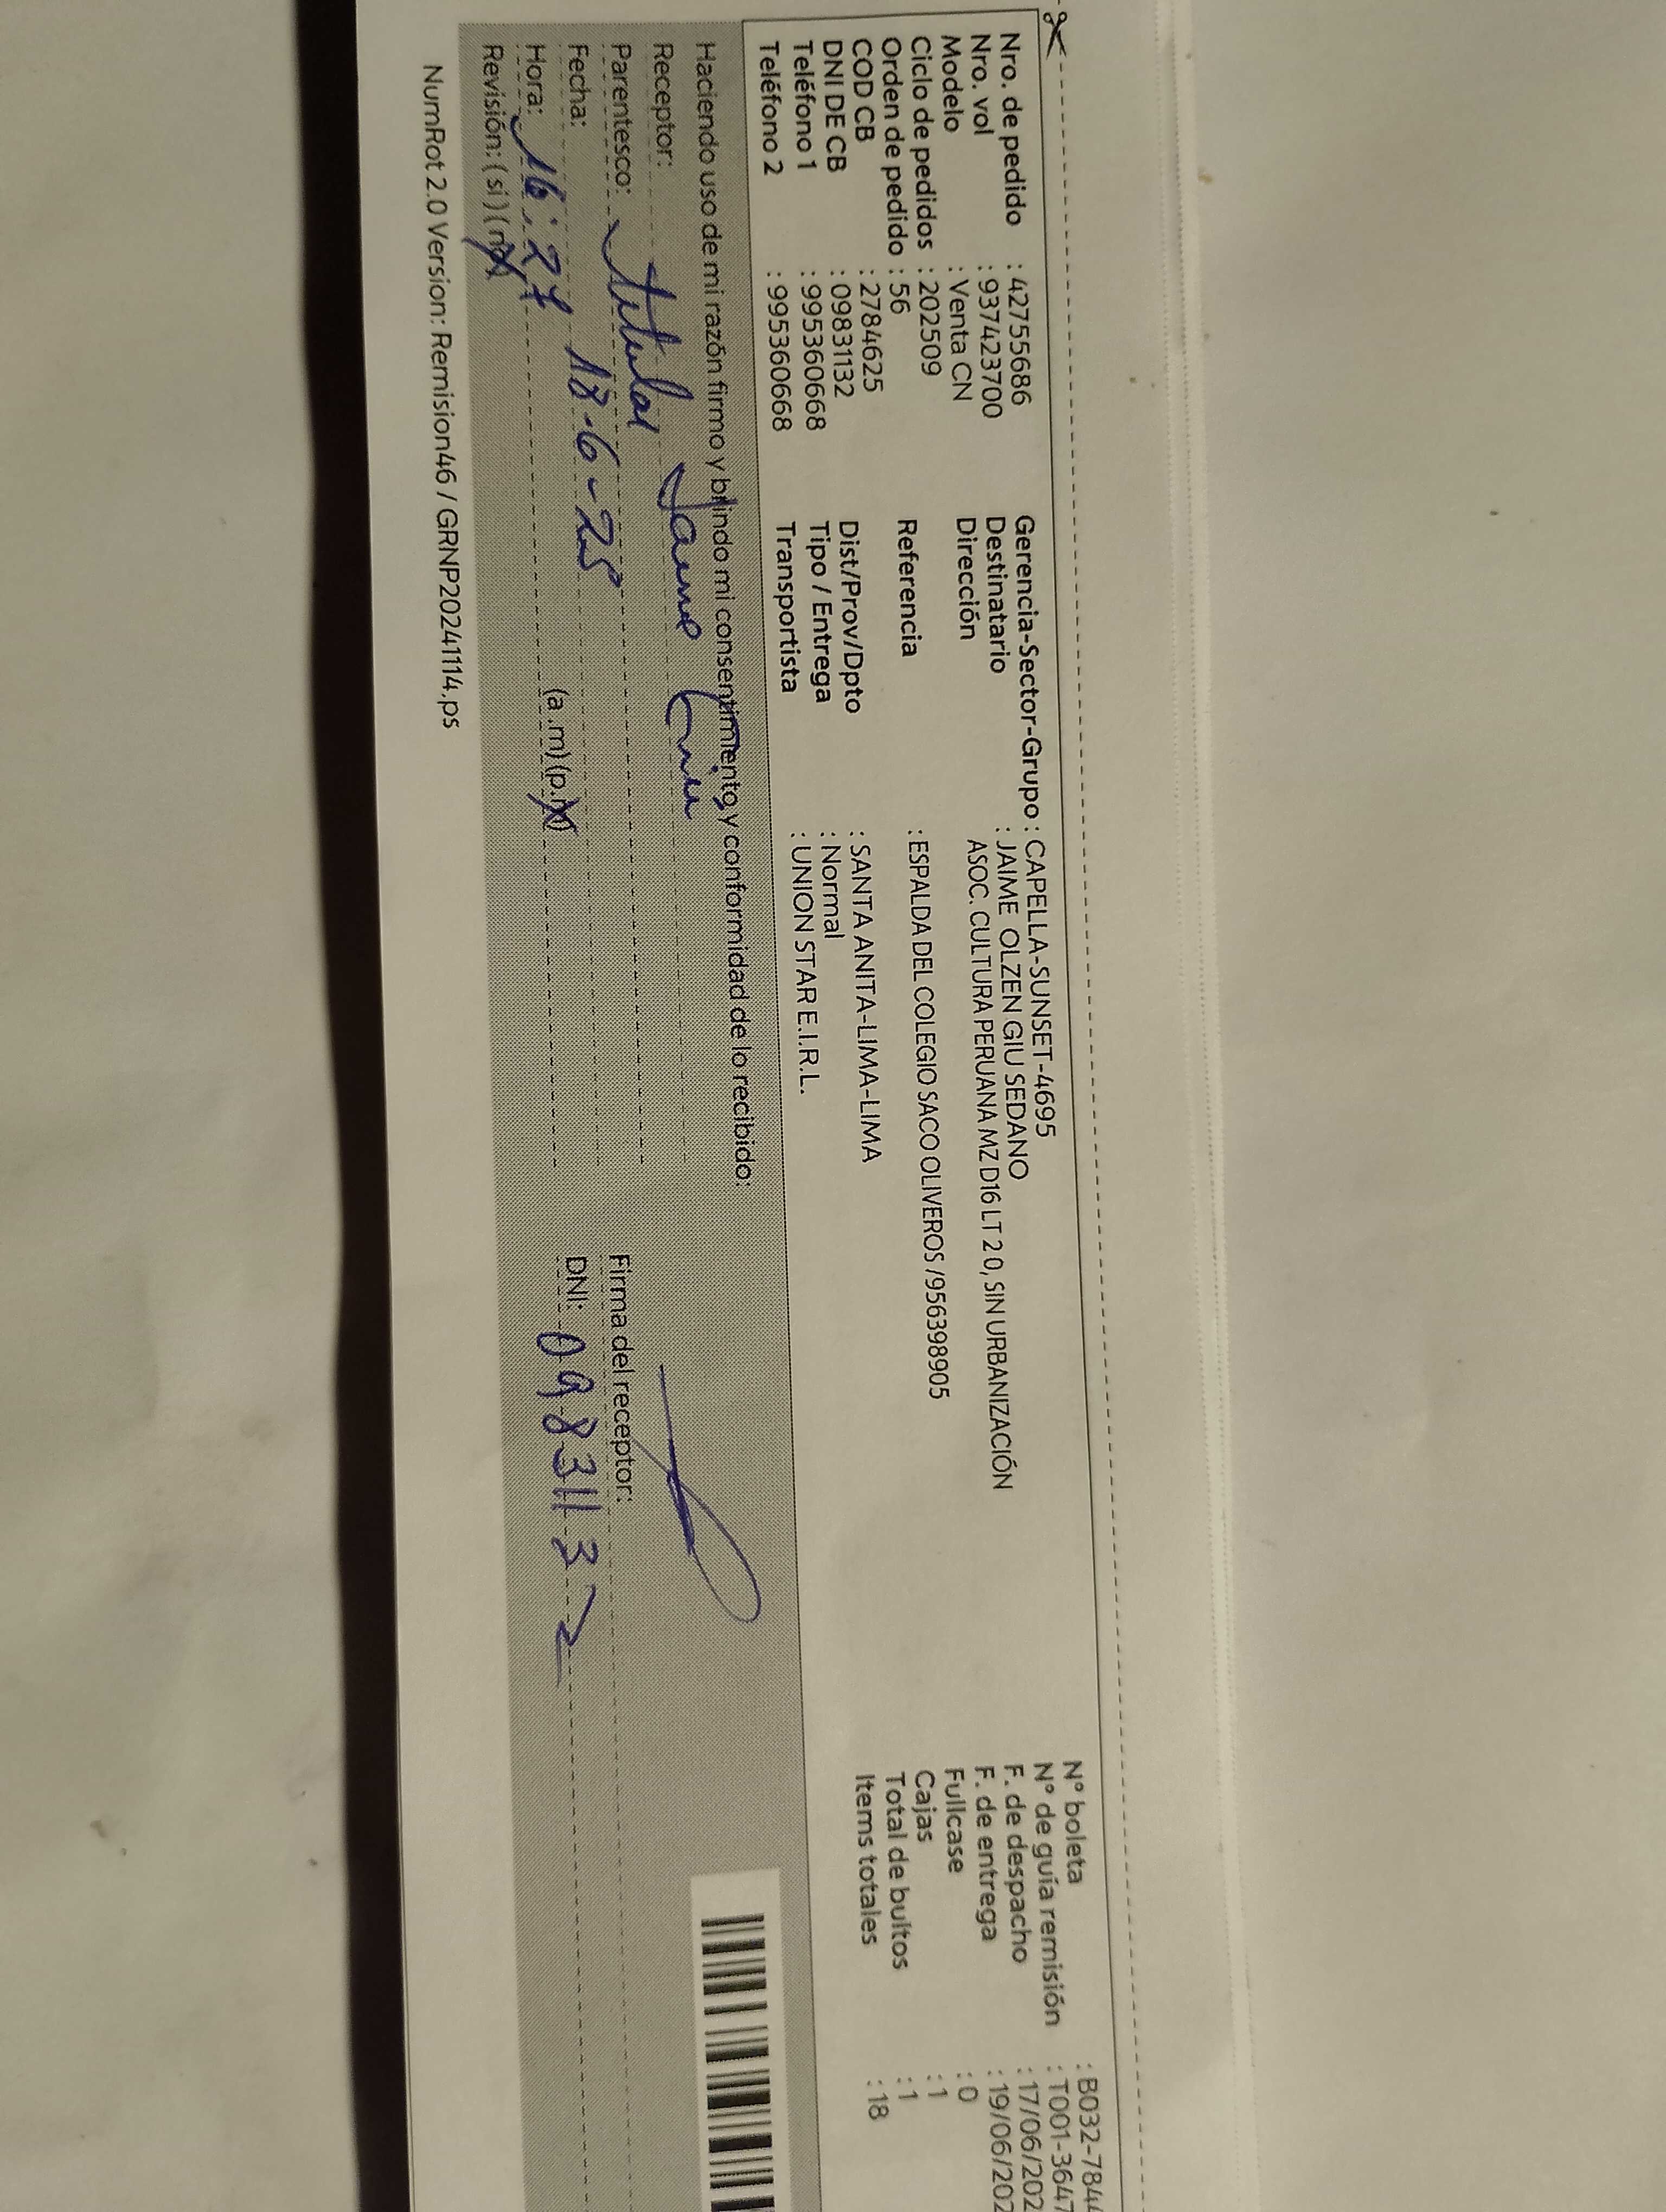 Nro. de pedido : 42755686
Nro. vol : 937423700
Modelo : Venta CN
Ciclo de pedidos : 202509
Orden de pedido : 56
COD CB : 2784625
DNI DE CB : 09831132
Teléfono 1 : 995360668
Teléfono 2 : 995360668
Gerencia-Sector-Grupo : CAPELLA-SUNSET-4695
Destinatario : JAIME OLZEN GIU SEDANO
Dirección ASOC. CULTURA PERUANA MZ D16 LT 20, SIN URBANIZACIÓN
Referencia : ESPALDA DEL COLEGIO SACO OLIVEROS /956398905
Dist/Prov/Dpto : SANTA ANITA-LIMA-LIMA
Tipo / Entrega : Normal
Transportista : UNION STAR E.I.R.L.
N° boleta : B032-784
N° de guía remisión : T001-3647
F. de despacho : 17/06/202
F. de entrega : 19/06/202
Fullcase : 0
Cajas : 1
Total de bultos : 1
Items totales : 18
Haciendo uso de mi razón firmo y brindo mi consentimiento, y conformidad de lo recibido:
Receptor: Jaime Giu
Parentesco: titular
Fecha: 18-6-25
Hora: 16:27 (a.m) (p.m)
Revisión: (si) (no)
Firma del receptor:
DNI: 09831132
NumRot 2.0 Version: Remision46 / GRNP20241114.ps